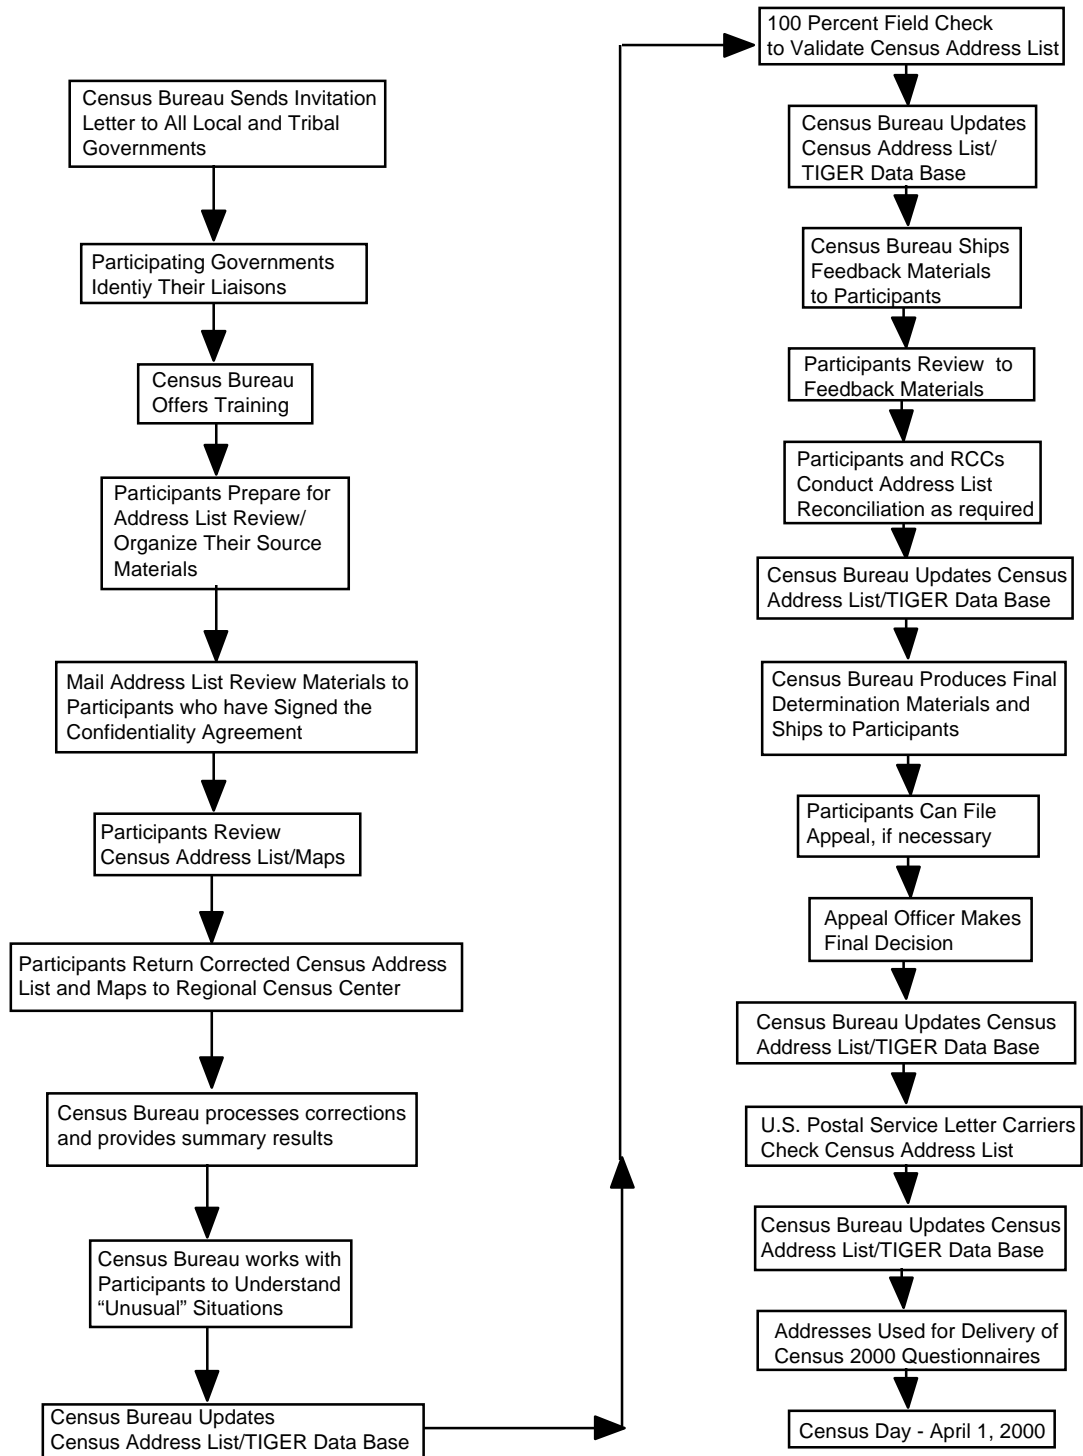 Census Bureau Sends Invitation
Letter to All Local and Tribal
Governments
Participating Governments
Identiy Their Liaisons
Census Bureau
Offers Training
Participants Prepare for
Address List Review/
Organize Their Source
Materials
Mail Address List Review Materials to
Participants who have Signed the
Confidentiality Agreement
Participants Review
Census Address List/Maps
Participants Return Corrected Census Address
List and Maps to Regional Census Center
Census Bureau processes corrections
and provides summary results
Census Bureau works with
Participants to Understand
“Unusual” Situations
Census Bureau Updates
Census Address List/TIGER Data Base
100 Percent Field Check
to Validate Census Address List
Census Bureau Updates
Census Address List/
TIGER Data Base
Census Bureau Ships
Feedback Materials
to Participants
Participants Review to
Feedback Materials
Participants and RCCs
Conduct Address List
Reconciliation as required
Census Bureau Updates Census
Address List/TIGER Data Base
Census Bureau Produces Final
Determination Materials and
Ships to Participants
Participants Can File
Appeal, if necessary
Appeal Officer Makes
Final Decision
Census Bureau Updates Census
Address List/TIGER Data Base
U.S. Postal Service Letter Carriers
Check Census Address List
Census Bureau Updates Census
Address List/TIGER Data Base
Addresses Used for Delivery of
Census 2000 Questionnaires
Census Day - April 1, 2000